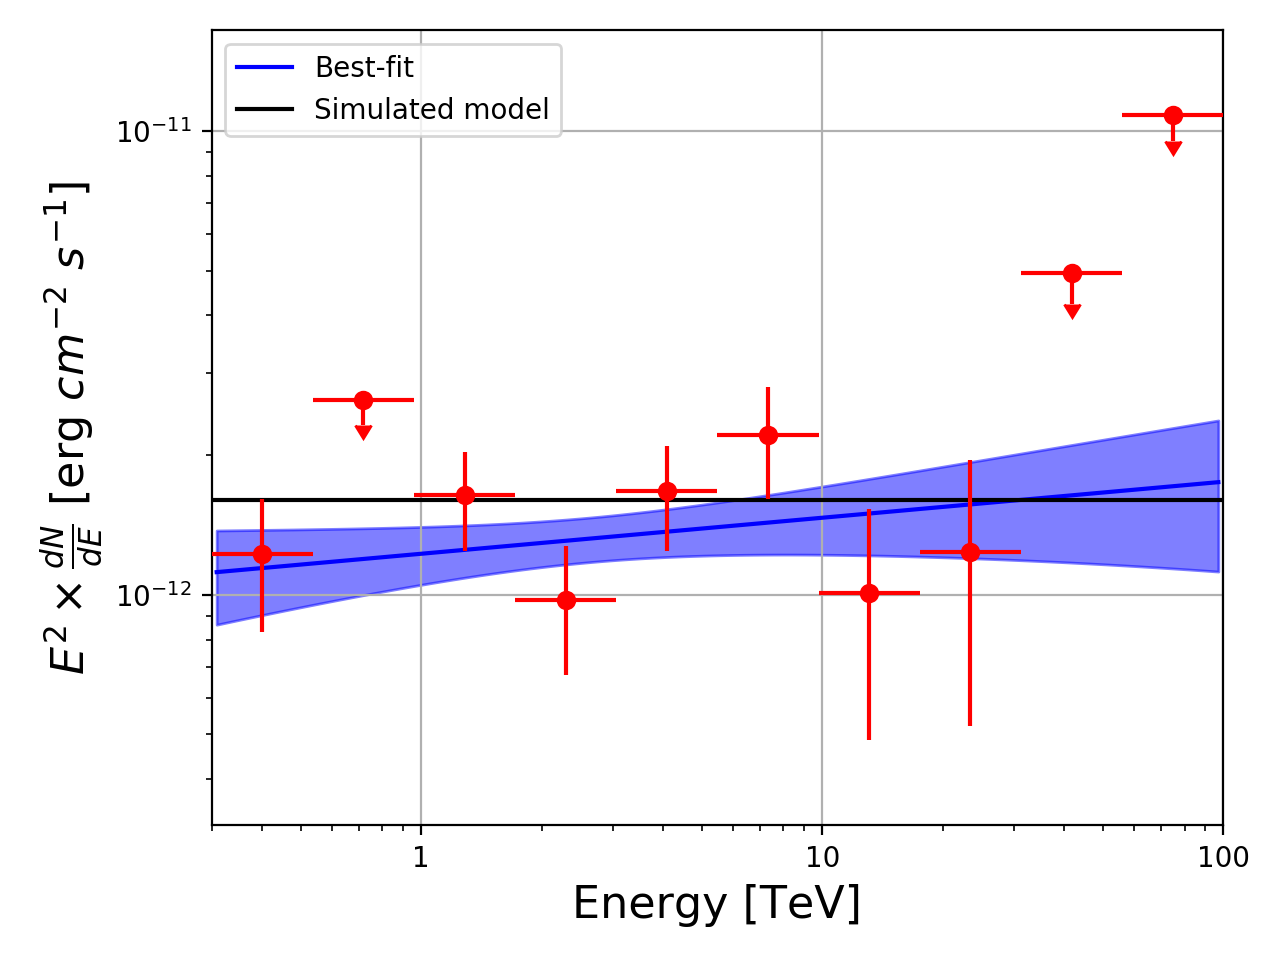 Best-fit
Simulated model
10⁻¹¹
10⁻¹²
E² × dN/dE [erg cm⁻² s⁻¹]
1 10 100
Energy [TeV]